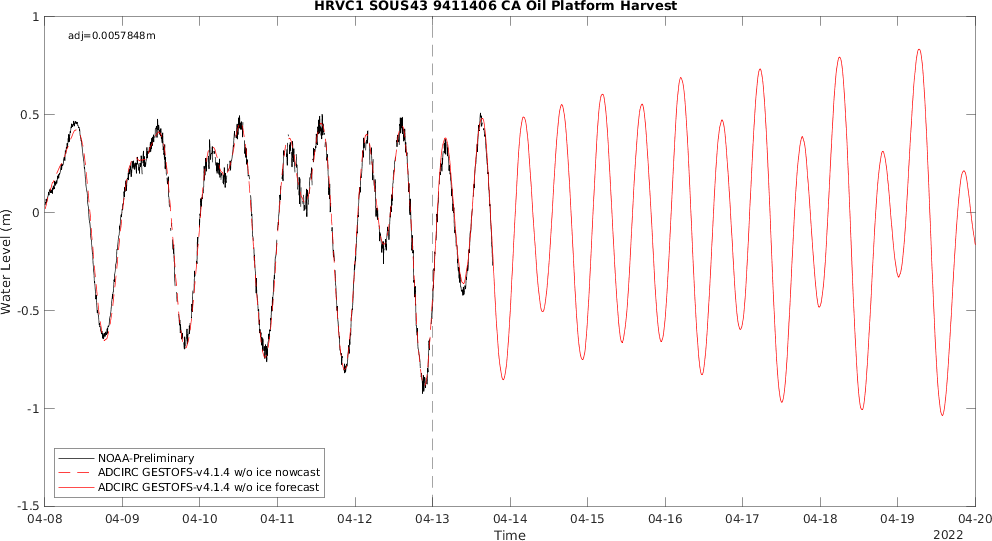 HRVC1 SOUS43 9411406 CA Oil Platform Harvest
adj=0.0057848m
1
0.5
0
-0.5
-1
-1.5
Water Level (m)
NOAA-Preliminary
ADCIRC GESTOFS-v4.1.4 w/o ice nowcast
ADCIRC GESTOFS-v4.1.4 w/o ice forecast
04-08 04-09 04-10 04-11 04-12 04-13 04-14 04-15 04-16 04-17 04-18 04-19 04-20
Time
2022